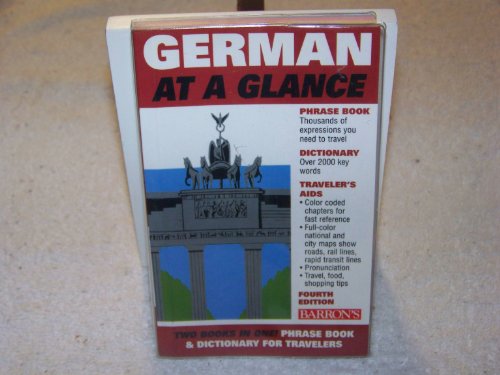 GERMAN
AT A GLANCE
PHRASE BOOK
Thousands of
expressions you
need to travel
DICTIONARY
Over 2000 key
words
TRAVELER'S
AIDS
• Color coded
chapters for
fast reference
• Full-color
national and
city maps show
roads, rail lines,
rapid transit lines
• Pronunciation
• Travel, food,
shopping tips
FOURTH
EDITION
BARRON'S
TWO BOOKS IN ONE! PHRASE BOOK
& DICTIONARY FOR TRAVELERS